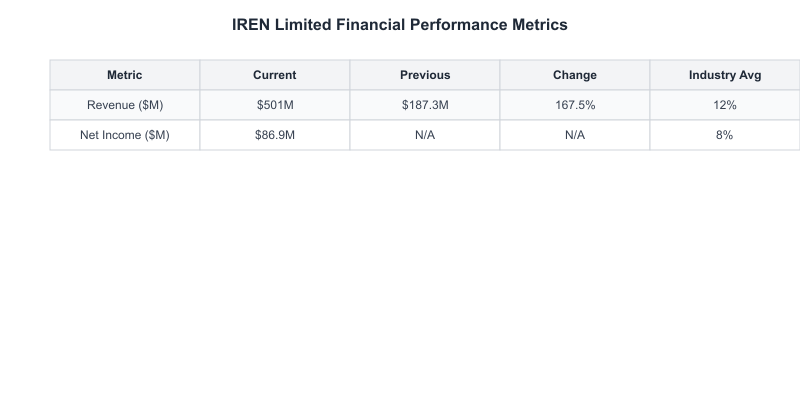 IREN Limited Financial Performance Metrics
Metric Current Previous Change Industry Avg
Revenue ($M) $501M $187.3M 167.5% 12%
Net Income ($M) $86.9M N/A N/A 8%